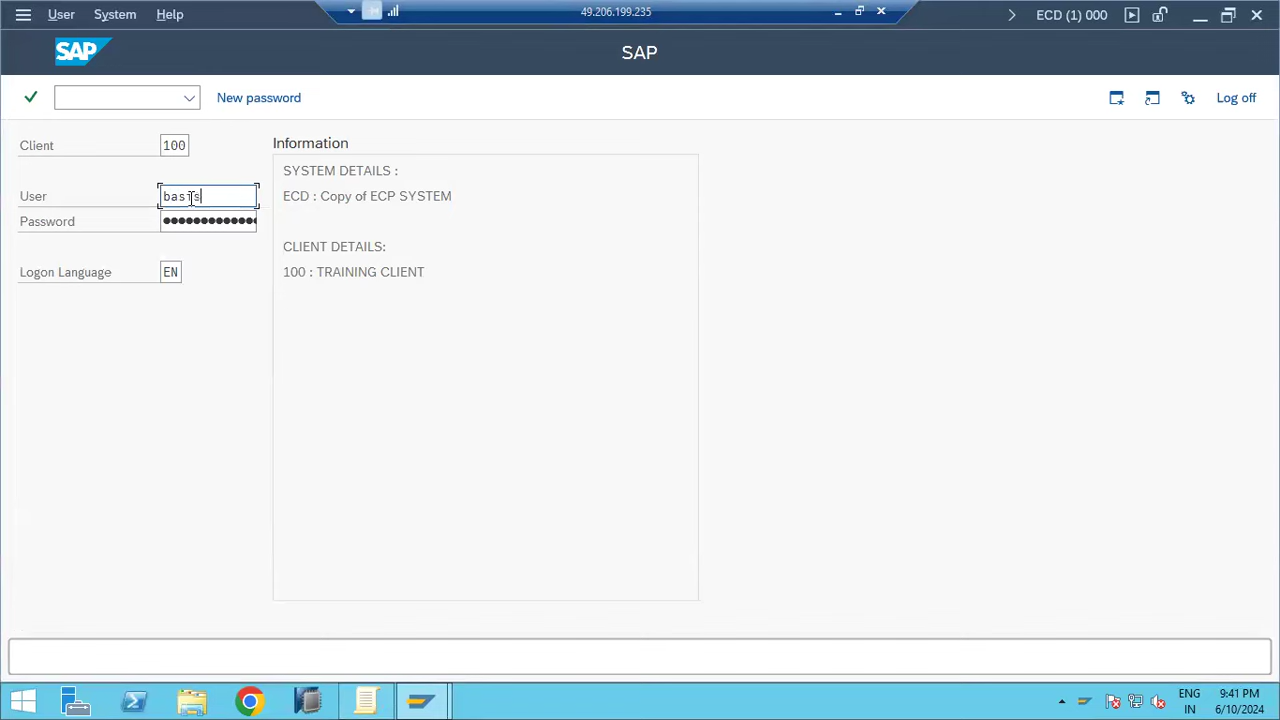 User System Help 49.206.199.235 ECD (1) 000
SAP SAP
New password Log off
Client 100 Information
SYSTEM DETAILS :
User basis ECD : Copy of ECP SYSTEM
Password
CLIENT DETAILS:
Logon Language EN 100 : TRAINING CLIENT
ENG 9:41 PM
IN 6/10/2024